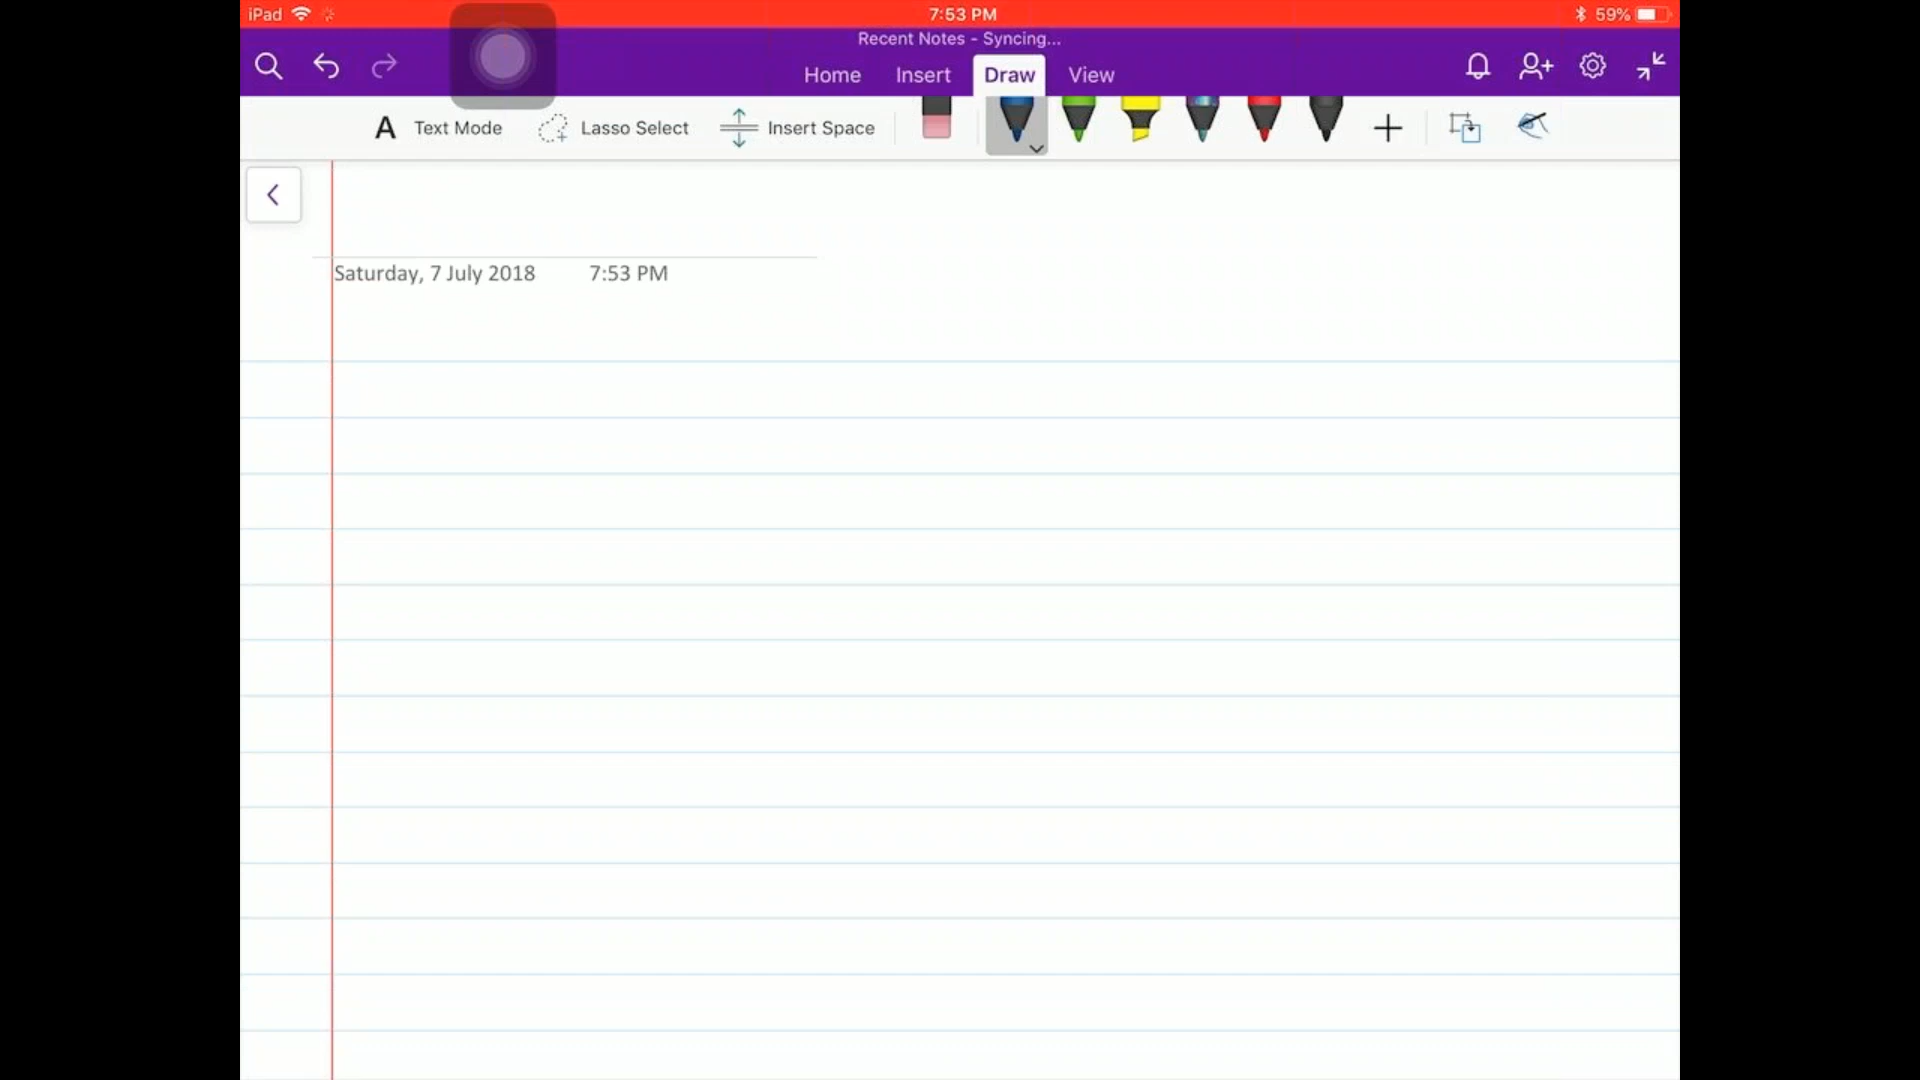 iPad 7:53 PM 59%
Recent Notes - Syncing...
Home Insert Draw View
A Text Mode Lasso Select Insert Space
Saturday, 7 July 2018 7:53 PM